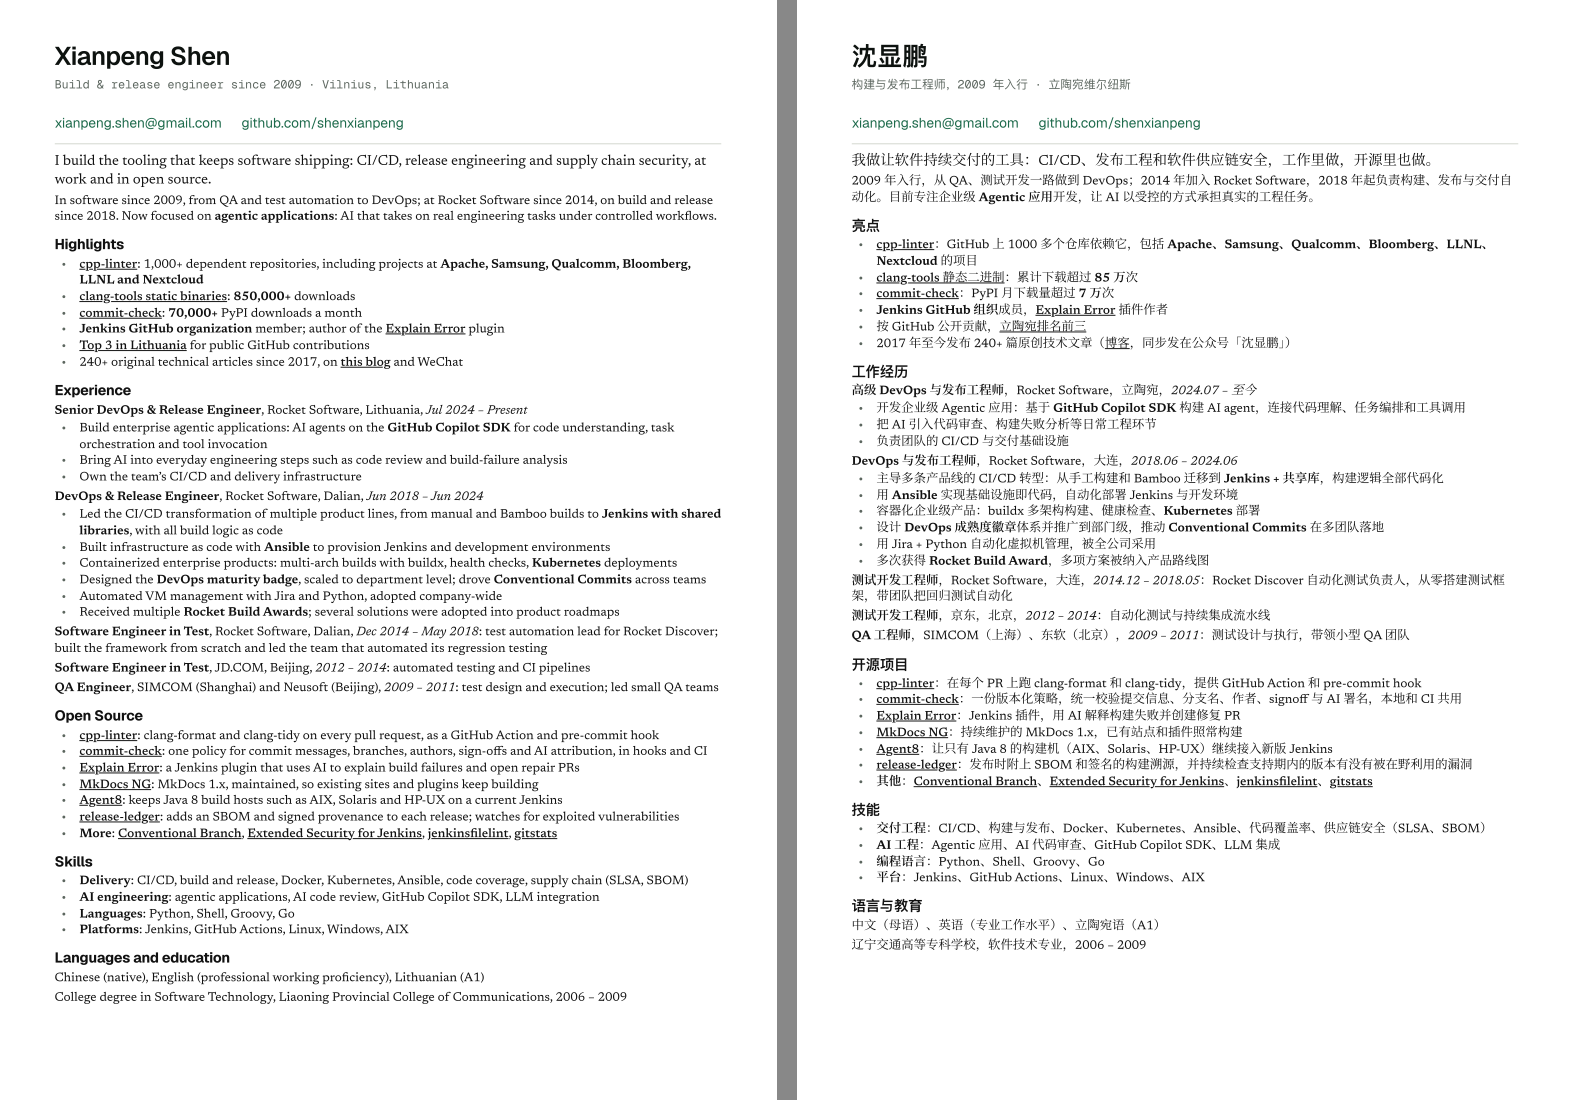 Xianpeng Shen
Build & release engineer since 2009 · Vilnius, Lithuania
xianpeng.shen@gmail.com github.com/shenxianpeng
I build the tooling that keeps software shipping: CI/CD, release engineering and supply chain security, at
work and in open source.
In software since 2009, from QA and test automation to DevOps; at Rocket Software since 2014, on build and release
since 2018. Now focused on agentic applications: AI that takes on real engineering tasks under controlled workflows.
Highlights
• cpp-linter: 1,000+ dependent repositories, including projects at Apache, Samsung, Qualcomm, Bloomberg,
LLNL and Nextcloud
• clang-tools static binaries: 850,000+ downloads
• commit-check: 70,000+ PyPI downloads a month
• Jenkins GitHub organization member; author of the Explain Error plugin
• Top 3 in Lithuania for public GitHub contributions
• 240+ original technical articles since 2017, on this blog and WeChat
Experience
Senior DevOps & Release Engineer, Rocket Software, Lithuania, Jul 2024 – Present
• Build enterprise agentic applications: AI agents on the GitHub Copilot SDK for code understanding, task
orchestration and tool invocation
• Bring AI into everyday engineering steps such as code review and build-failure analysis
• Own the team's CI/CD and delivery infrastructure
DevOps & Release Engineer, Rocket Software, Dalian, Jun 2018 – Jun 2024
• Led the CI/CD transformation of multiple product lines, from manual and Bamboo builds to Jenkins with shared
libraries, with all build logic as code
• Built infrastructure as code with Ansible to provision Jenkins and development environments
• Containerized enterprise products: multi-arch builds with buildx, health checks, Kubernetes deployments
• Designed the DevOps maturity badge, scaled to department level; drove Conventional Commits across teams
• Automated VM management with Jira and Python, adopted company-wide
• Received multiple Rocket Build Awards; several solutions were adopted into product roadmaps
Software Engineer in Test, Rocket Software, Dalian, Dec 2014 – May 2018: test automation lead for Rocket Discover;
built the framework from scratch and led the team that automated its regression testing
Software Engineer in Test, JD.COM, Beijing, 2012 – 2014: automated testing and CI pipelines
QA Engineer, SIMCOM (Shanghai) and Neusoft (Beijing), 2009 – 2011: test design and execution; led small QA teams
Open Source
• cpp-linter: clang-format and clang-tidy on every pull request, as a GitHub Action and pre-commit hook
• commit-check: one policy for commit messages, branches, authors, sign-offs and AI attribution, in hooks and CI
• Explain Error: a Jenkins plugin that uses AI to explain build failures and open repair PRs
• MkDocs NG: MkDocs 1.x, maintained, so existing sites and plugins keep building
• Agent8: keeps Java 8 build hosts such as AIX, Solaris and HP-UX on a current Jenkins
• release-ledger: adds an SBOM and signed provenance to each release; watches for exploited vulnerabilities
• More: Conventional Branch, Extended Security for Jenkins, jenkinsfilelint, gitstats
Skills
• Delivery: CI/CD, build and release, Docker, Kubernetes, Ansible, code coverage, supply chain (SLSA, SBOM)
• AI engineering: agentic applications, AI code review, GitHub Copilot SDK, LLM integration
• Languages: Python, Shell, Groovy, Go
• Platforms: Jenkins, GitHub Actions, Linux, Windows, AIX
Languages and education
Chinese (native), English (professional working proficiency), Lithuanian (A1)
College degree in Software Technology, Liaoning Provincial College of Communications, 2006 – 2009
沈显鹏
构建与发布工程师，2009 年入行 · 立陶宛维尔纽斯
xianpeng.shen@gmail.com github.com/shenxianpeng
我做让软件持续交付的工具：CI/CD、发布工程和软件供应链安全，工作里做，开源里也做。
2009 年入行，从 QA、测试开发一路做到 DevOps；2014 年加入 Rocket Software，2018 年起负责构建、发布与交付自
动化。目前专注企业级 Agentic 应用开发，让 AI 以受控的方式承担真实的工程任务。
亮点
• cpp-linter：GitHub 上 1000 多个仓库依赖它，包括 Apache、Samsung、Qualcomm、Bloomberg、LLNL、
Nextcloud 的项目
• clang-tools 静态二进制：累计下载超过 85 万次
• commit-check：PyPI 月下载量超过 7 万次
• Jenkins GitHub 组织成员，Explain Error 插件作者
• 按 GitHub 公开贡献，立陶宛排名前三
• 2017 年至今发布 240+ 篇原创技术文章（博客，同步发在公众号「沈显鹏」）
工作经历
高级 DevOps 与发布工程师，Rocket Software，立陶宛，2024.07 – 至今
• 开发企业级 Agentic 应用：基于 GitHub Copilot SDK 构建 AI agent，连接代码理解、任务编排和工具调用
• 把 AI 引入代码审查、构建失败分析等日常工程环节
• 负责团队的 CI/CD 与交付基础设施
DevOps 与发布工程师，Rocket Software，大连，2018.06 – 2024.06
• 主导多条产品线的 CI/CD 转型：从手工构建和 Bamboo 迁移到 Jenkins + 共享库，构建逻辑全部代码化
• 用 Ansible 实现基础设施即代码，自动化部署 Jenkins 与开发环境
• 容器化企业级产品：buildx 多架构构建、健康检查、Kubernetes 部署
• 设计 DevOps 成熟度徽章体系并推广到部门级，推动 Conventional Commits 在多团队落地
• 用 Jira + Python 自动化虚拟机管理，被全公司采用
• 多次获得 Rocket Build Award，多项方案被纳入产品路线图
测试开发工程师，Rocket Software，大连，2014.12 – 2018.05：Rocket Discover 自动化测试负责人，从零搭建测试框
架，带团队把回归测试自动化
测试开发工程师，京东，北京，2012 – 2014：自动化测试与持续集成流水线
QA 工程师，SIMCOM（上海）、东软（北京），2009 – 2011：测试设计与执行，带领小型 QA 团队
开源项目
• cpp-linter：在每个 PR 上跑 clang-format 和 clang-tidy，提供 GitHub Action 和 pre-commit hook
• commit-check：一份版本化策略，统一校验提交信息、分支名、作者、signoff 与 AI 署名，本地和 CI 共用
• Explain Error：Jenkins 插件，用 AI 解释构建失败并创建修复 PR
• MkDocs NG：持续维护的 MkDocs 1.x，已有站点和插件照常构建
• Agent8：让只有 Java 8 的构建机（AIX、Solaris、HP-UX）继续接入新版 Jenkins
• release-ledger：发布时附上 SBOM 和签名的构建溯源，并持续检查支持期内的版本有没有被在野利用的漏洞
• 其他：Conventional Branch、Extended Security for Jenkins、jenkinsfilelint、gitstats
技能
• 交付工程：CI/CD、构建与发布、Docker、Kubernetes、Ansible、代码覆盖率、供应链安全（SLSA、SBOM）
• AI 工程：Agentic 应用、AI 代码审查、GitHub Copilot SDK、LLM 集成
• 编程语言：Python、Shell、Groovy、Go
• 平台：Jenkins、GitHub Actions、Linux、Windows、AIX
语言与教育
中文（母语）、英语（专业工作水平）、立陶宛语（A1）
辽宁交通高等专科学校，软件技术专业，2006 – 2009